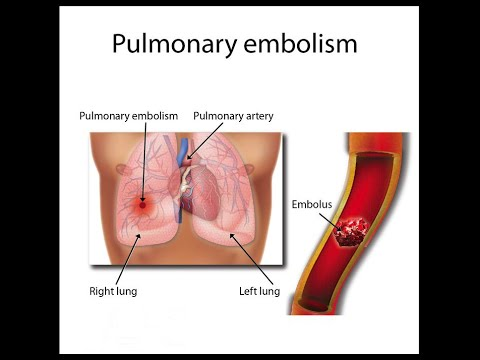 Pulmonary embolism
Pulmonary embolism
Pulmonary artery
Embolus
Right lung
Left lung